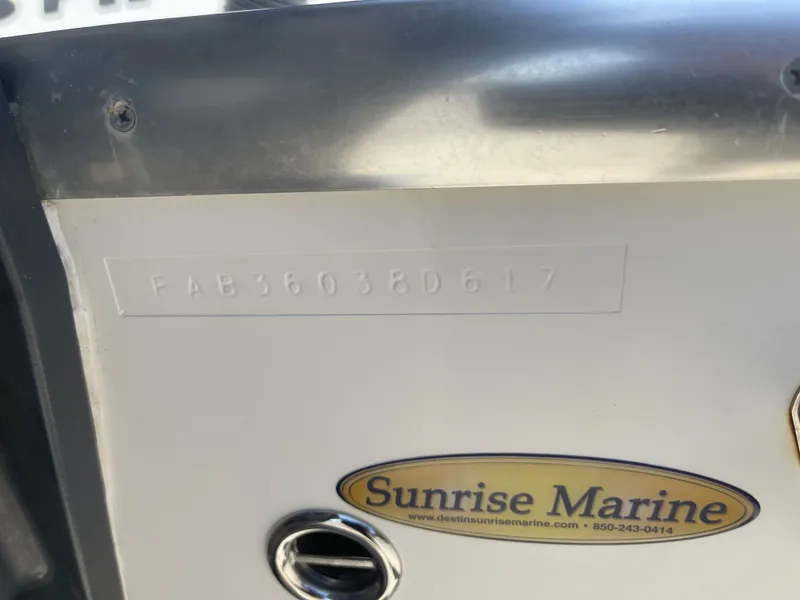 FAB36038D617
Sunrise Marine
www.destinsunrisemarine.com • 850-243-0414